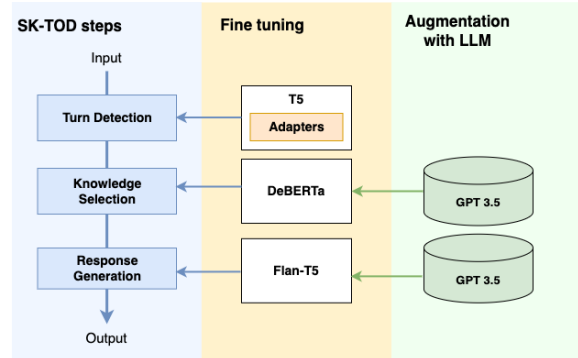 SK-TOD steps
Fine tuning
Augmentation
with LLM
Input
Turn Detection
T5
Adapters
Knowledge
Selection
DeBERTa
GPT 3.5
Response
Generation
Flan-T5
GPT 3.5
Output